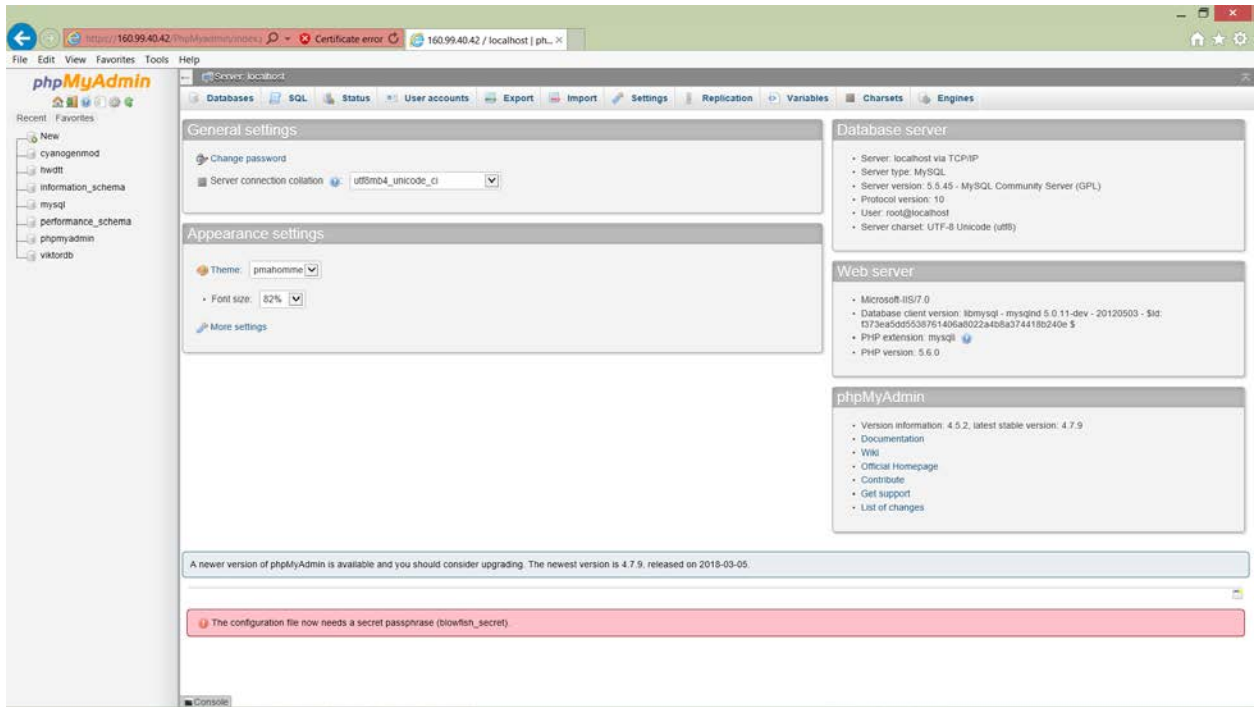 https://160.99.40.42/PhpMyadmin/index.p
Certificate error
160.99.40.42 / localhost | ph...
File Edit View Favorites Tools Help
phpMyAdmin
Recent Favorites
New
cyanogenmod
hwdtt
information_schema
mysql
performance_schema
phpmyadmin
viktordb
Server: localhost
Databases SQL Status User accounts Export Import Settings Replication Variables Charsets Engines
General settings
Change password
Server connection collation : utf8mb4_unicode_ci
Appearance settings
Theme: pmahomme
Font size: 82%
More settings
Database server
Server: localhost via TCP/IP
Server type: MySQL
Server version: 5.5.45 - MySQL Community Server (GPL)
Protocol version: 10
User: root@localhost
Server charset: UTF-8 Unicode (utf8)
Web server
Microsoft-IIS/7.0
Database client version: libmysql - mysqlnd 5.0.11-dev - 20120503 - $Id:
f373ea5dd5538761406a8022a4b8a374418b240e $
PHP extension: mysqli
PHP version: 5.6.0
phpMyAdmin
Version information: 4.5.2, latest stable version: 4.7.9
Documentation
Wiki
Official Homepage
Contribute
Get support
List of changes
A newer version of phpMyAdmin is available and you should consider upgrading. The newest version is 4.7.9, released on 2018-03-05.
The configuration file now needs a secret passphrase (blowfish_secret).
Console